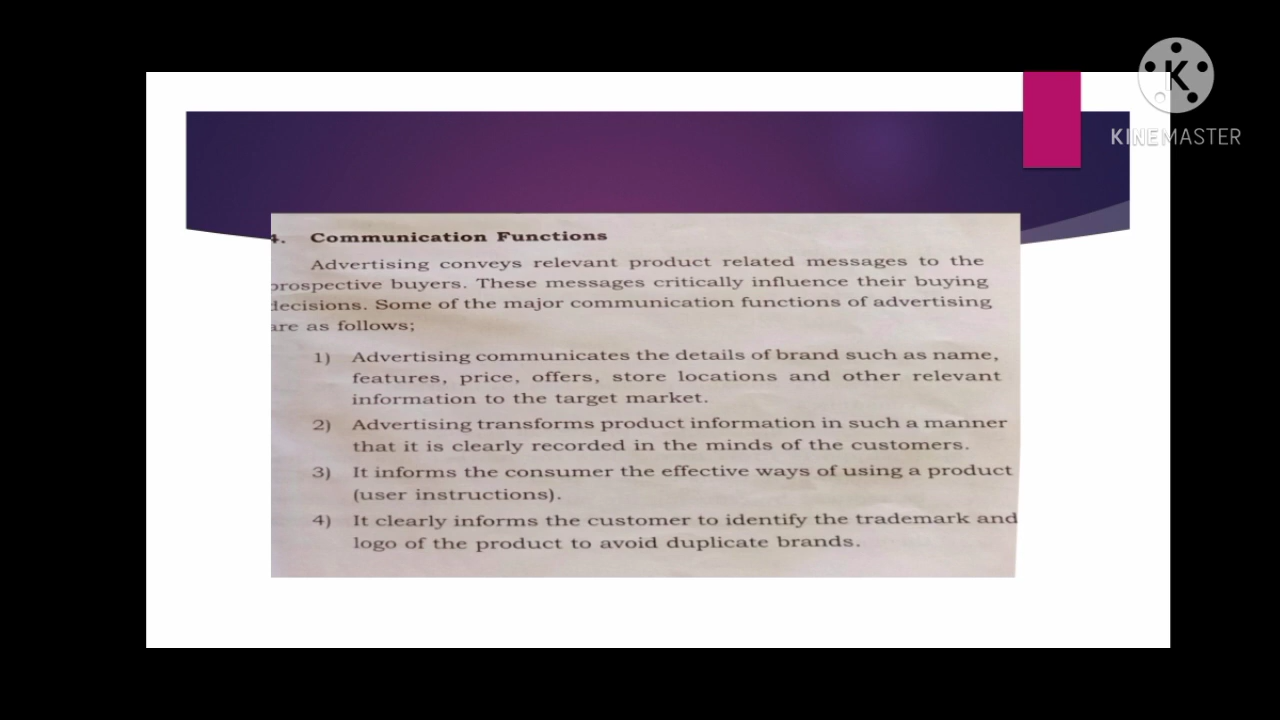 KINEMASTER
4. Communication Functions
Advertising conveys relevant product related messages to the
prospective buyers. These messages critically influence their buying
decisions. Some of the major communication functions of advertising
are as follows;
1) Advertising communicates the details of brand such as name,
features, price, offers, store locations and other relevant
information to the target market.
2) Advertising transforms product information in such a manner
that it is clearly recorded in the minds of the customers.
3) It informs the consumer the effective ways of using a product
(user instructions).
4) It clearly informs the customer to identify the trademark and
logo of the product to avoid duplicate brands.